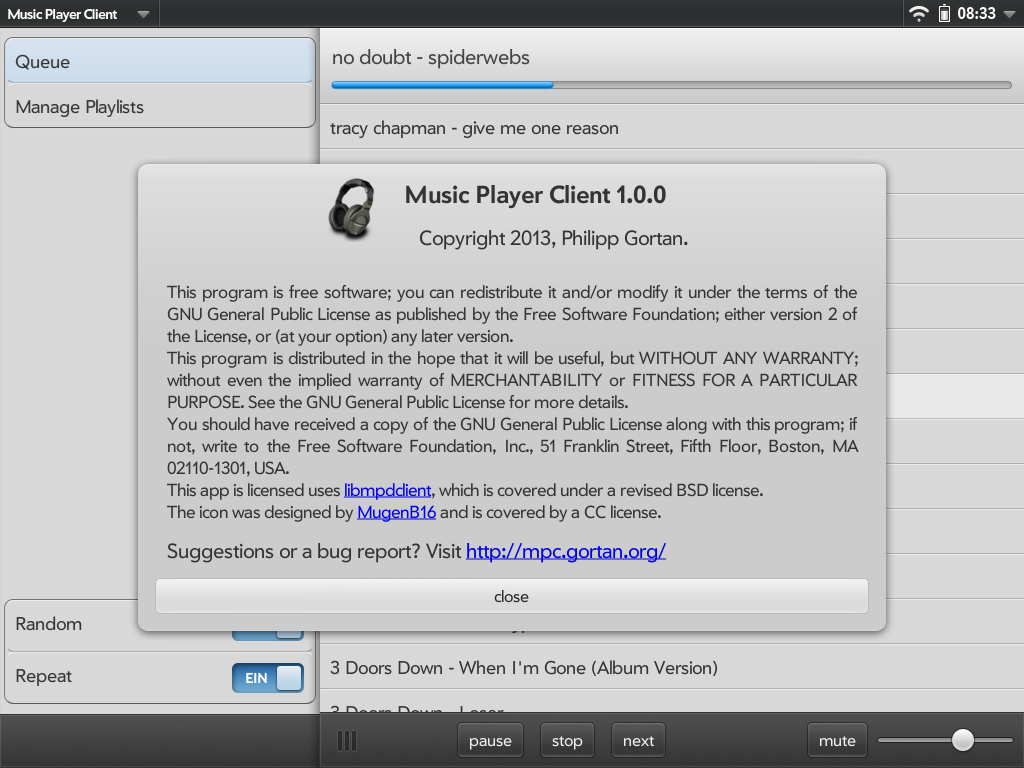 Music Player Client
08:33
Queue
Manage Playlists
no doubt - spiderwebs
tracy chapman - give me one reason
Music Player Client 1.0.0
Copyright 2013, Philipp Gortan.
This program is free software; you can redistribute it and/or modify it under the terms of the
GNU General Public License as published by the Free Software Foundation; either version 2 of
the License, or (at your option) any later version.
This program is distributed in the hope that it will be useful, but WITHOUT ANY WARRANTY;
without even the implied warranty of MERCHANTABILITY or FITNESS FOR A PARTICULAR
PURPOSE. See the GNU General Public License for more details.
You should have received a copy of the GNU General Public License along with this program; if
not, write to the Free Software Foundation, Inc., 51 Franklin Street, Fifth Floor, Boston, MA
02110-1301, USA.
This app is licensed uses libmpdclient, which is covered under a revised BSD license.
The icon was designed by MugenB16 and is covered by a CC license.
Suggestions or a bug report? Visit http://mpc.gortan.org/
close
Random
Repeat
EIN
3 Doors Down - When I'm Gone (Album Version)
3 Doors Down - Loser
pause
stop
next
mute